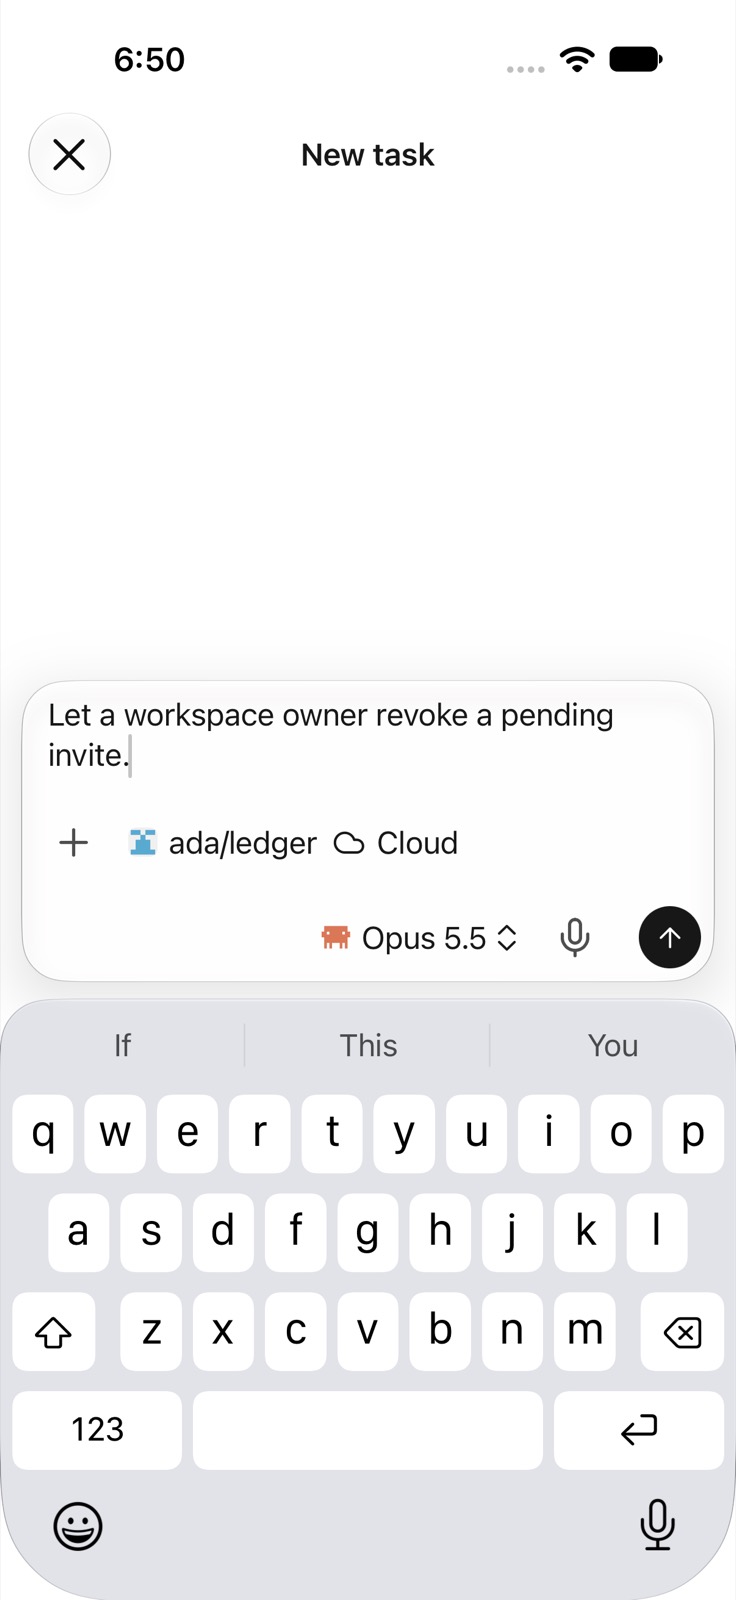 6:50
New task
Let a workspace owner revoke a pending
invite.
ada/ledger Cloud
Opus 5.5
If This You
q w e r t y u i o p
a s d f g h j k l
z x c v b n m
123